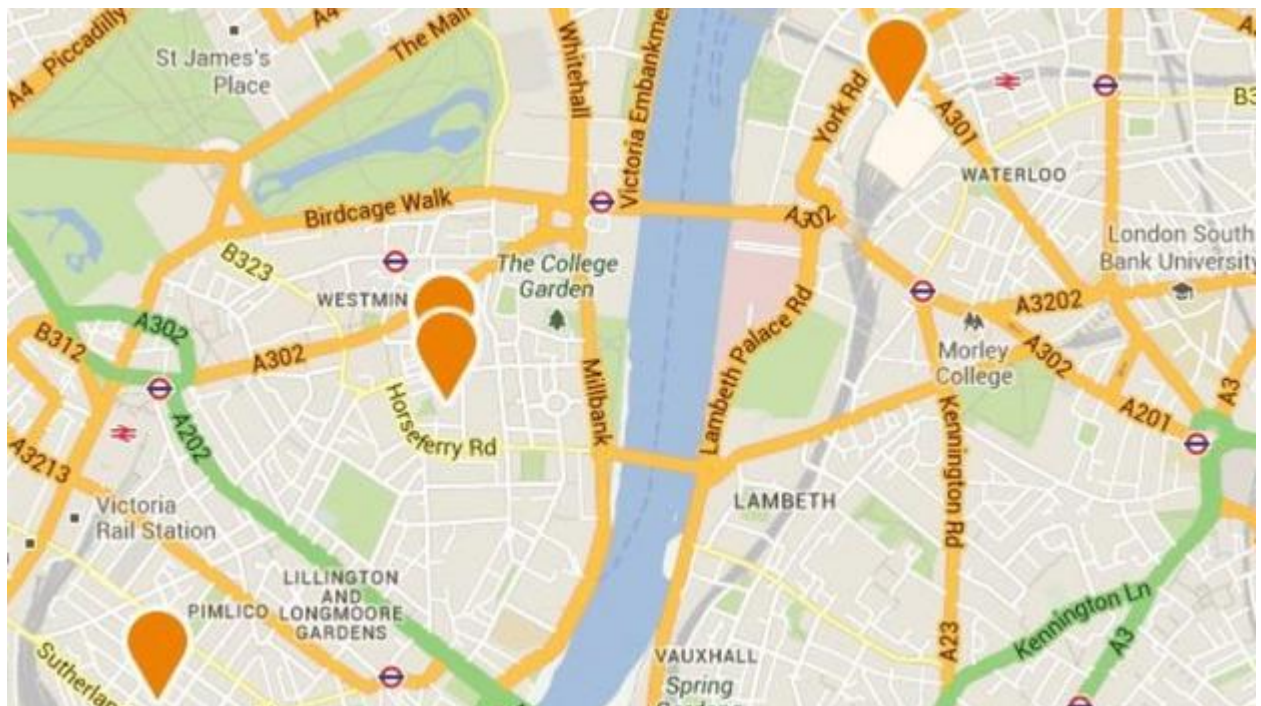 Piccadilly
A4
A4
St James's
Place
The Mall
Whitehall
Victoria Embankme
York Rd
A301
B3
WATERLOO
Birdcage Walk
A302
B323
The College
Garden
London South
Bank University
WESTMIN
A3202
A302
B312
A302
Morley
College
A302
Lambeth Palace Rd
Millbank
A3
A201
A202
Horseferry Rd
A3213
Kennington Rd
Victoria
Rail Station
LAMBETH
LILLINGTON
AND
LONGMOORE
GARDENS
PIMLICO
Kennington Ln
A23
A3
Sutherlan
VAUXHALL
Spring